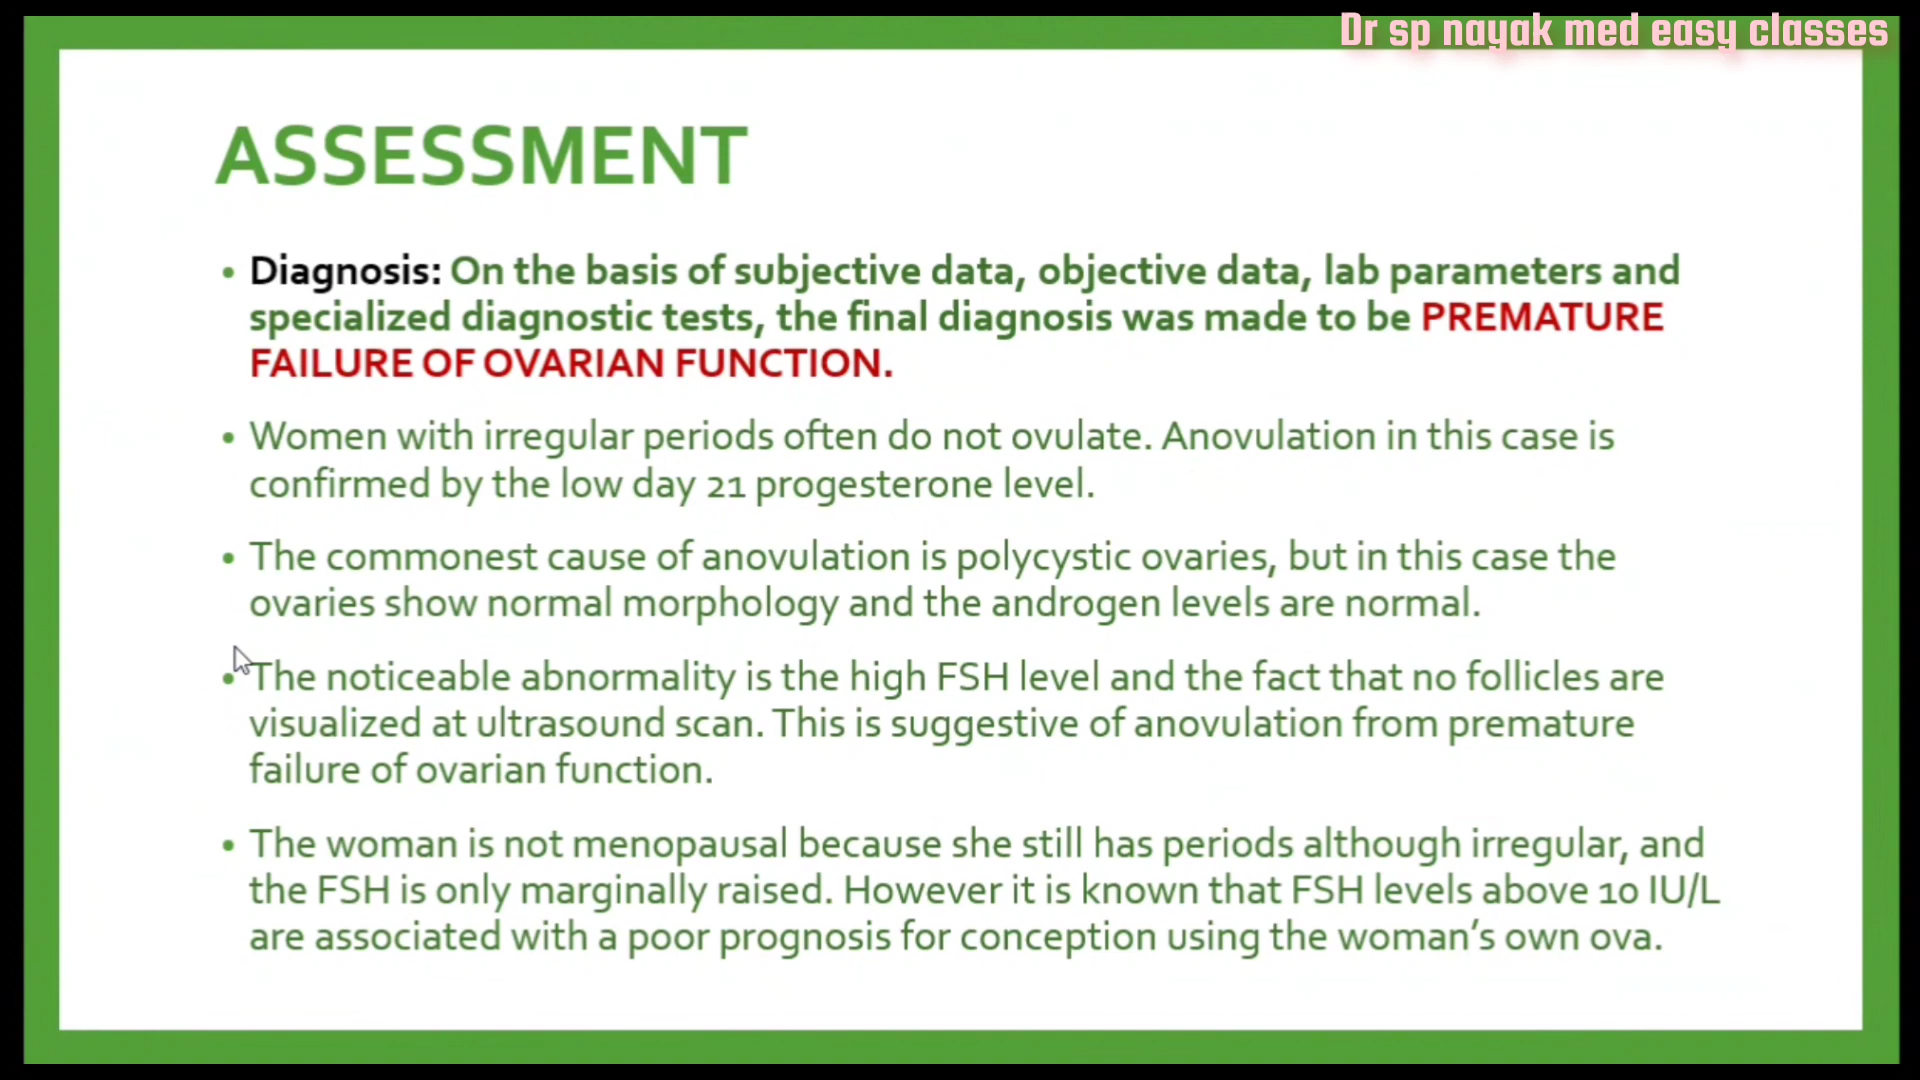 Dr sp nayak med easy classes
ASSESSMENT
• Diagnosis: On the basis of subjective data, objective data, lab parameters and
specialized diagnostic tests, the final diagnosis was made to be PREMATURE
FAILURE OF OVARIAN FUNCTION.
• Women with irregular periods often do not ovulate. Anovulation in this case is
confirmed by the low day 21 progesterone level.
• The commonest cause of anovulation is polycystic ovaries, but in this case the
ovaries show normal morphology and the androgen levels are normal.
• The noticeable abnormality is the high FSH level and the fact that no follicles are
visualized at ultrasound scan. This is suggestive of anovulation from premature
failure of ovarian function.
• The woman is not menopausal because she still has periods although irregular, and
the FSH is only marginally raised. However it is known that FSH levels above 10 IU/L
are associated with a poor prognosis for conception using the woman's own ova.